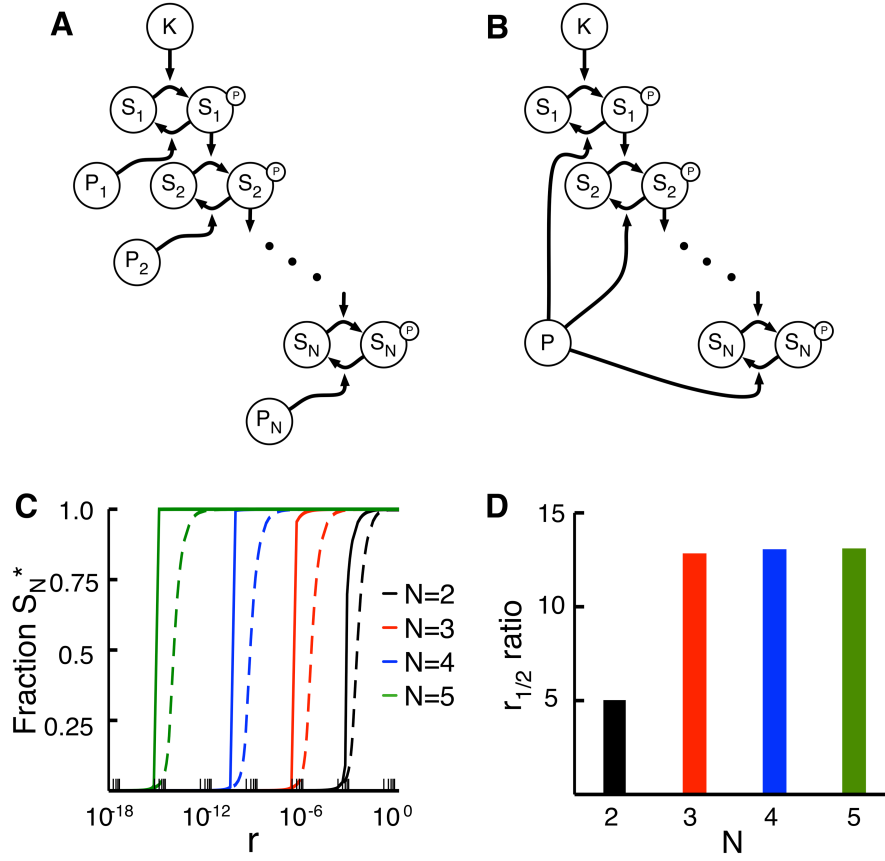 A
K
S1
S1
P
P1
S2
S2
P
P2
SN
SN
P
PN
B
K
S1
S1
P
S2
S2
P
P
SN
SN
P
C
Fraction SN*
1.0
0.75
0.5
0.25
10^-18
10^-12
10^-6
10^0
r
N=2
N=3
N=4
N=5
D
r1/2 ratio
15
10
5
2
3
4
5
N